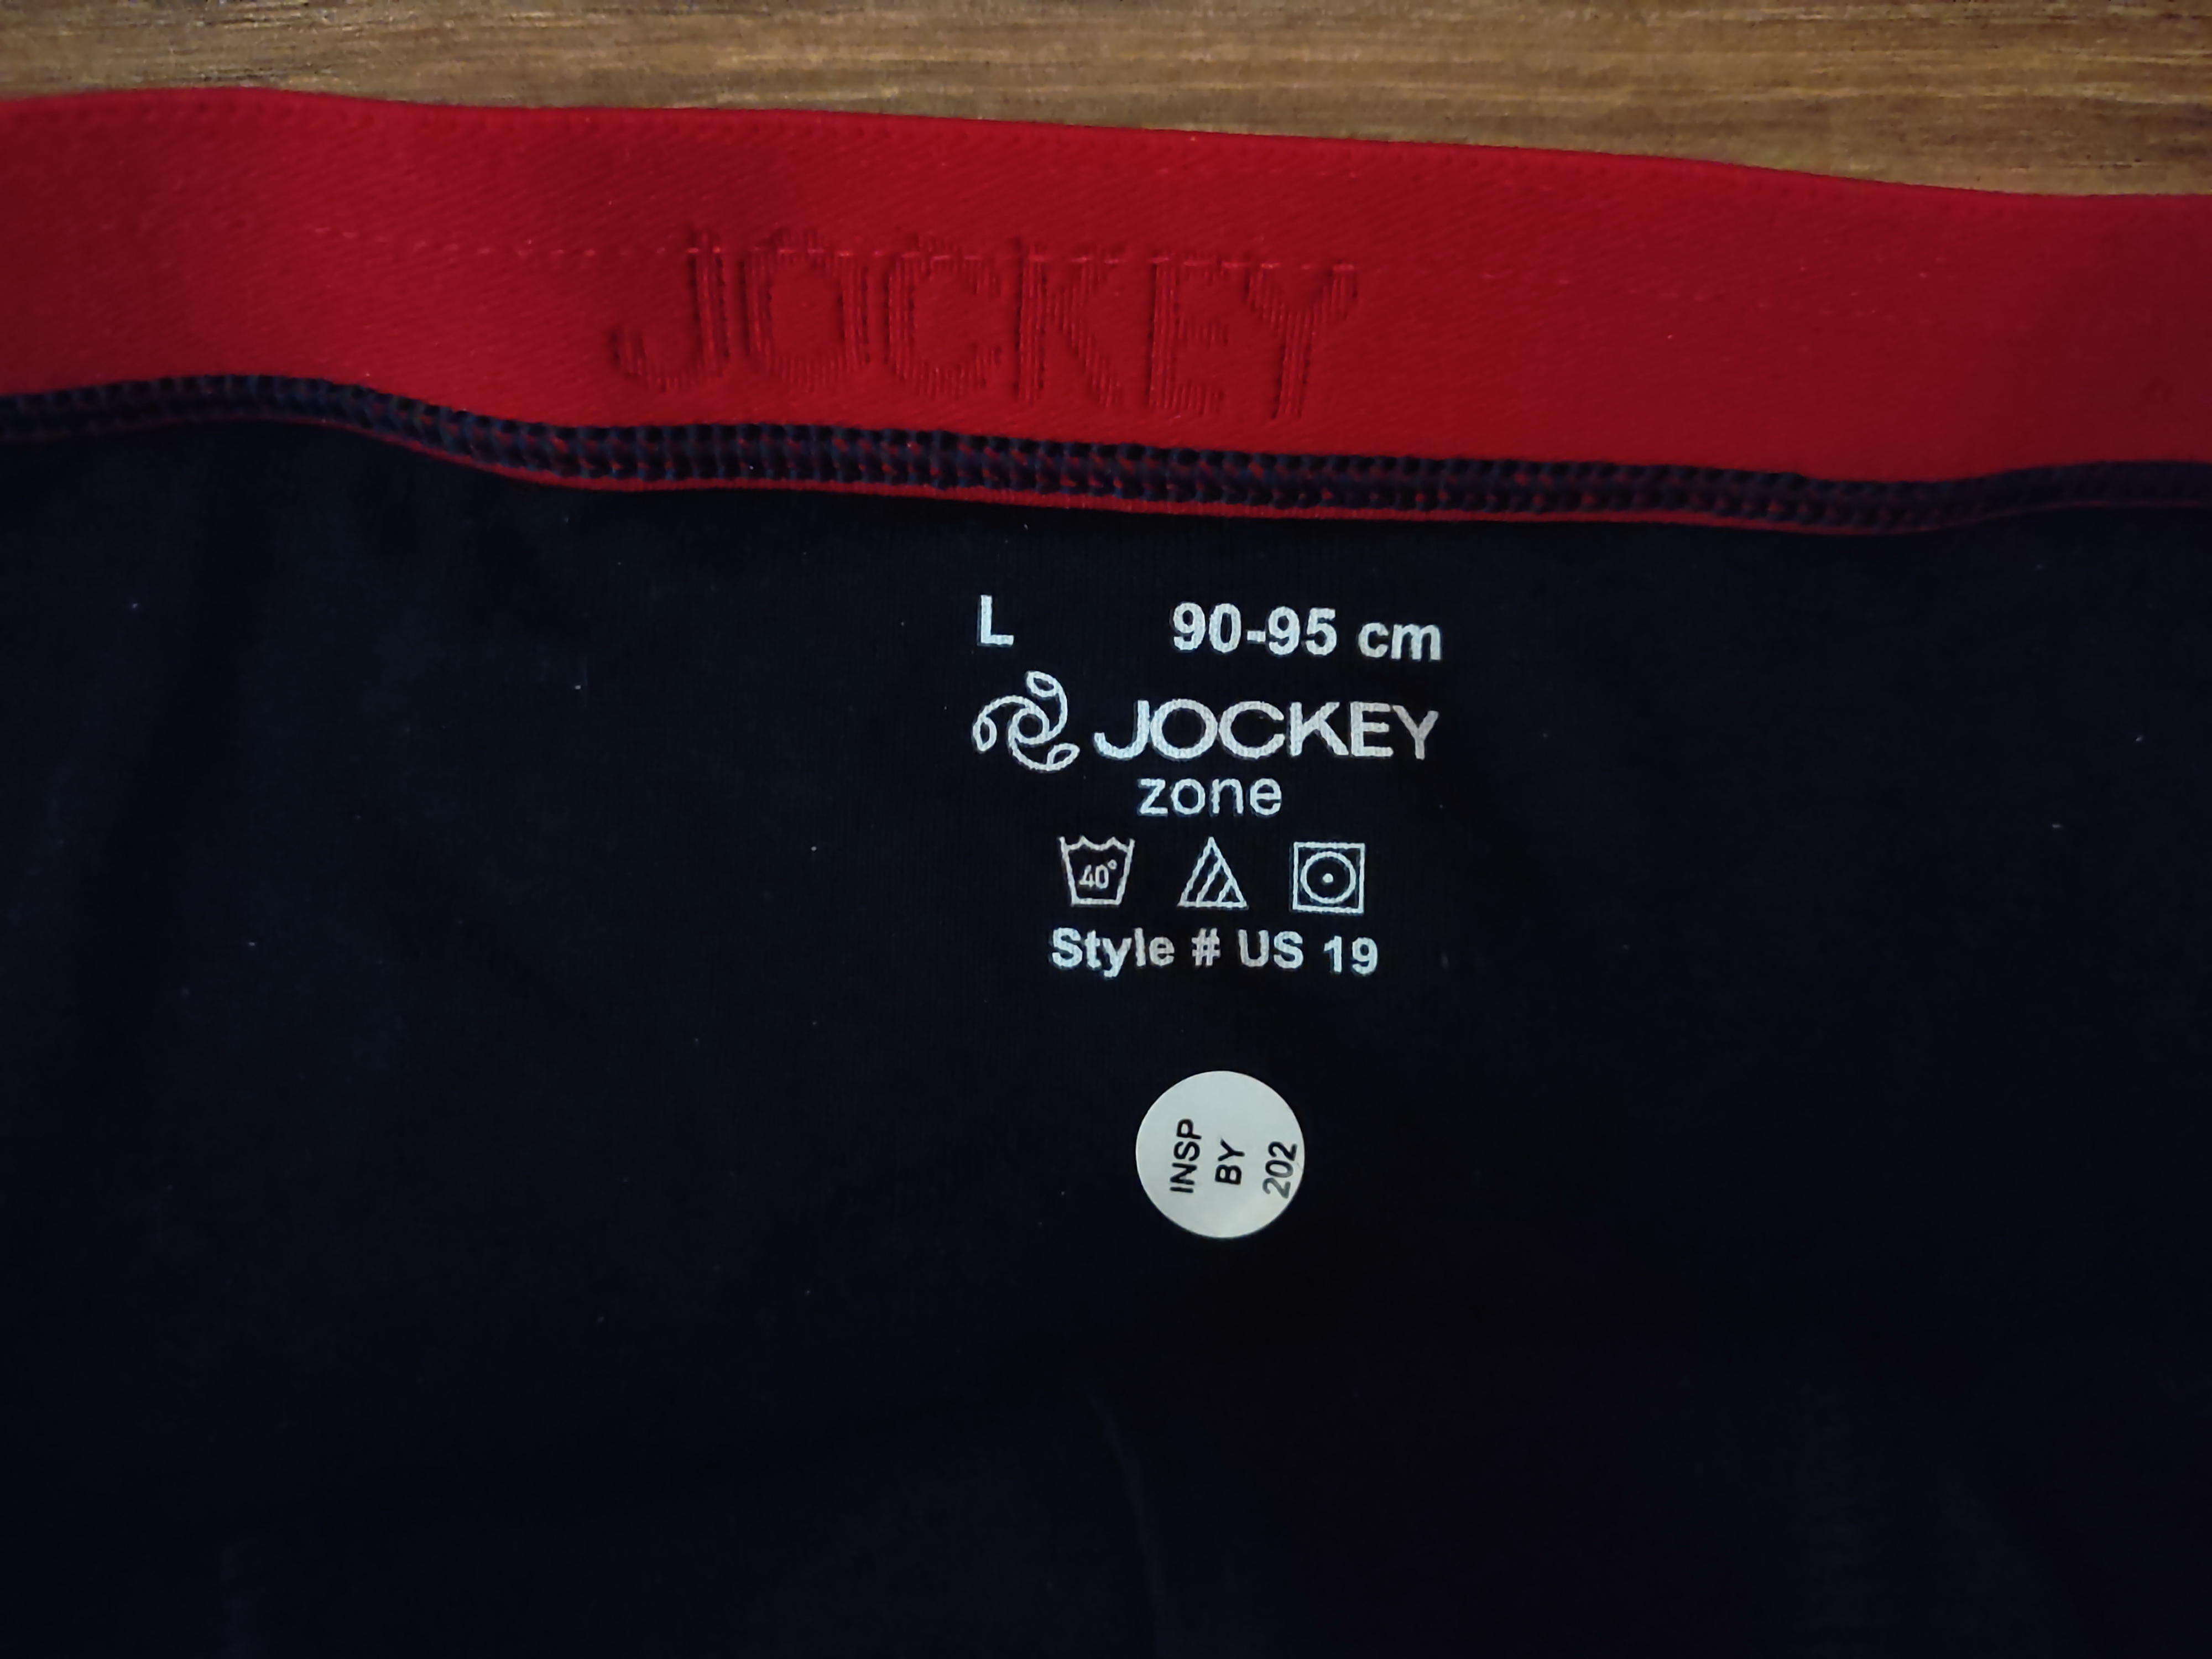 JOCKEY
L 90-95 cm
JOCKEY
zone
40°
Style # US 19
INSP
BY
202